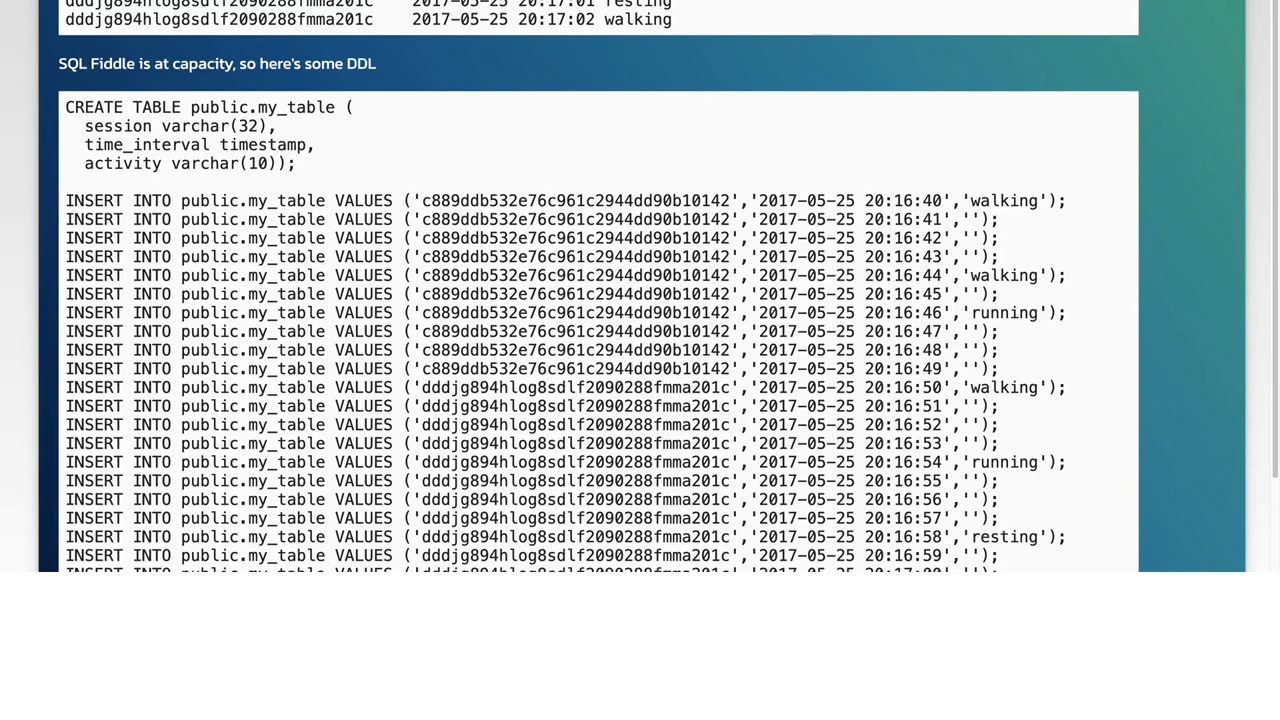 dddjg894hlog8sdlf2090288fmma201c    2017-05-25 20:17:01 resting
dddjg894hlog8sdlf2090288fmma201c    2017-05-25 20:17:02 walking
SQL Fiddle is at capacity, so here's some DDL
CREATE TABLE public.my_table (
  session varchar(32),
  time_interval timestamp,
  activity varchar(10));
INSERT INTO public.my_table VALUES ('c889ddb532e76c961c2944dd90b10142','2017-05-25 20:16:40','walking');
INSERT INTO public.my_table VALUES ('c889ddb532e76c961c2944dd90b10142','2017-05-25 20:16:41','');
INSERT INTO public.my_table VALUES ('c889ddb532e76c961c2944dd90b10142','2017-05-25 20:16:42','');
INSERT INTO public.my_table VALUES ('c889ddb532e76c961c2944dd90b10142','2017-05-25 20:16:43','');
INSERT INTO public.my_table VALUES ('c889ddb532e76c961c2944dd90b10142','2017-05-25 20:16:44','walking');
INSERT INTO public.my_table VALUES ('c889ddb532e76c961c2944dd90b10142','2017-05-25 20:16:45','');
INSERT INTO public.my_table VALUES ('c889ddb532e76c961c2944dd90b10142','2017-05-25 20:16:46','running');
INSERT INTO public.my_table VALUES ('c889ddb532e76c961c2944dd90b10142','2017-05-25 20:16:47','');
INSERT INTO public.my_table VALUES ('c889ddb532e76c961c2944dd90b10142','2017-05-25 20:16:48','');
INSERT INTO public.my_table VALUES ('c889ddb532e76c961c2944dd90b10142','2017-05-25 20:16:49','');
INSERT INTO public.my_table VALUES ('dddjg894hlog8sdlf2090288fmma201c','2017-05-25 20:16:50','walking');
INSERT INTO public.my_table VALUES ('dddjg894hlog8sdlf2090288fmma201c','2017-05-25 20:16:51','');
INSERT INTO public.my_table VALUES ('dddjg894hlog8sdlf2090288fmma201c','2017-05-25 20:16:52','');
INSERT INTO public.my_table VALUES ('dddjg894hlog8sdlf2090288fmma201c','2017-05-25 20:16:53','');
INSERT INTO public.my_table VALUES ('dddjg894hlog8sdlf2090288fmma201c','2017-05-25 20:16:54','running');
INSERT INTO public.my_table VALUES ('dddjg894hlog8sdlf2090288fmma201c','2017-05-25 20:16:55','');
INSERT INTO public.my_table VALUES ('dddjg894hlog8sdlf2090288fmma201c','2017-05-25 20:16:56','');
INSERT INTO public.my_table VALUES ('dddjg894hlog8sdlf2090288fmma201c','2017-05-25 20:16:57','');
INSERT INTO public.my_table VALUES ('dddjg894hlog8sdlf2090288fmma201c','2017-05-25 20:16:58','resting');
INSERT INTO public.my_table VALUES ('dddjg894hlog8sdlf2090288fmma201c','2017-05-25 20:16:59','');